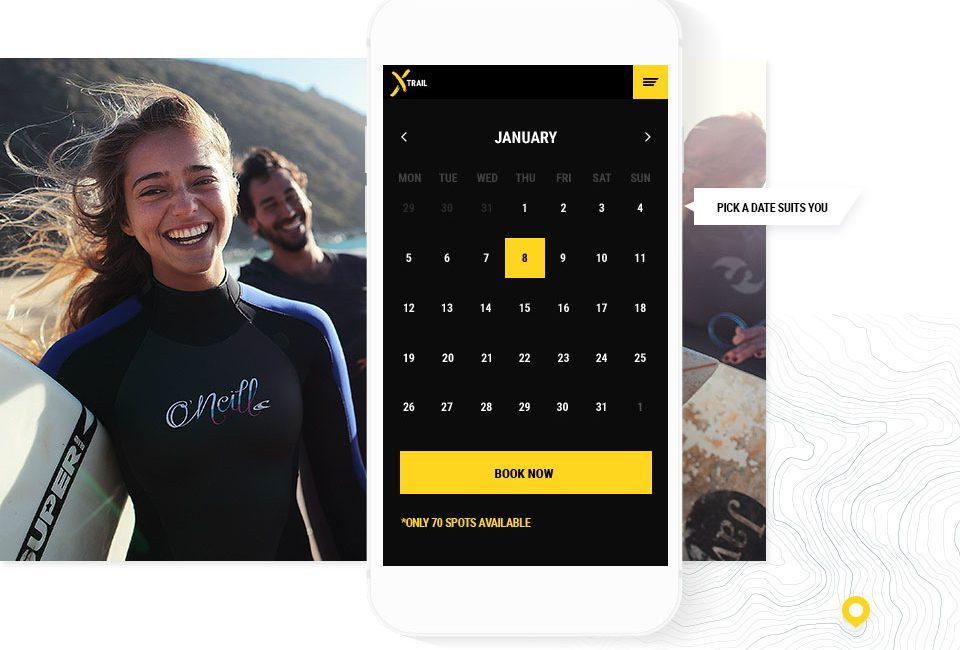 TRAIL
JANUARY
MON TUE WED THU FRI SAT SUN
29 30 31 1 2 3 4
5 6 7 8 9 10 11
12 13 14 15 16 17 18
19 20 21 22 23 24 25
26 27 28 29 30 31 1
BOOK NOW
*ONLY 70 SPOTS AVAILABLE
PICK A DATE SUITS YOU
O'Neill
SUPER!
Jav